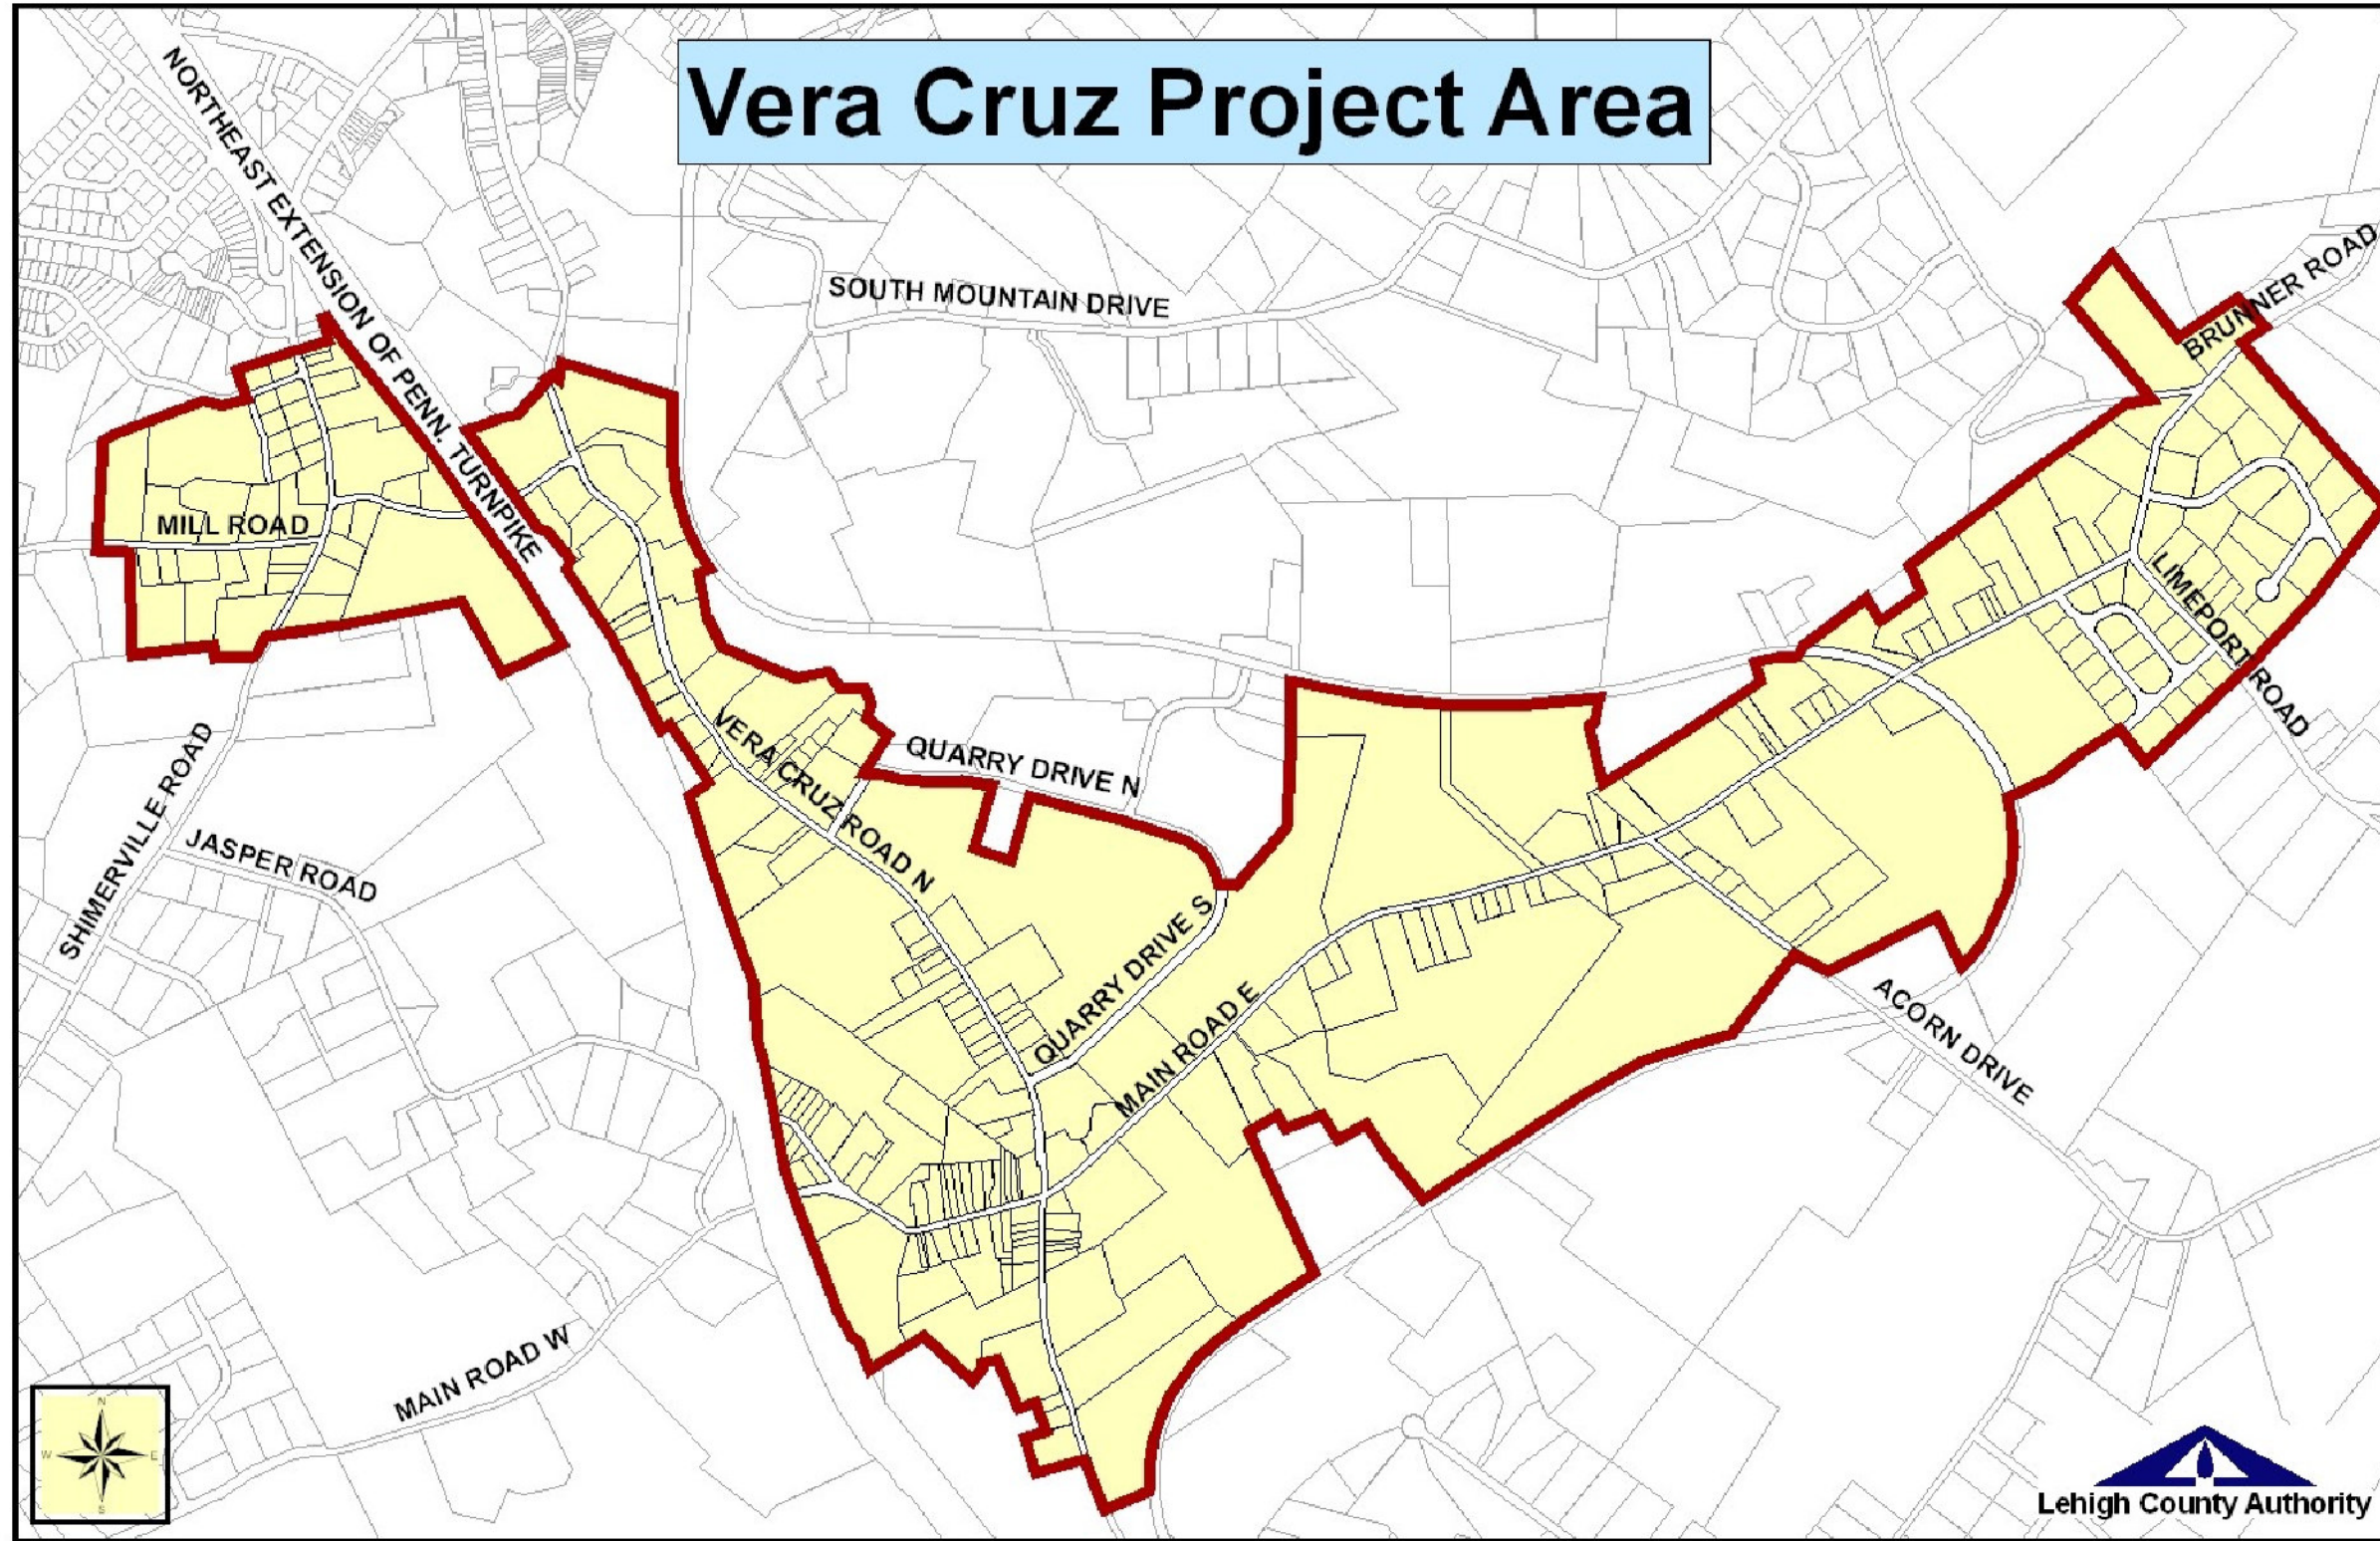 Vera Cruz Project Area
NORTHEAST EXTENSION OF PENN. TURNPIKE
SOUTH MOUNTAIN DRIVE
BRUNNER ROAD
MILL ROAD
LIMEPORT ROAD
VERA CRUZ ROAD N
QUARRY DRIVE N
SHIMERVILLE ROAD
JASPER ROAD
QUARRY DRIVE S
MAIN ROAD E
ACORN DRIVE
MAIN ROAD W
N
W E
S
Lehigh County Authority